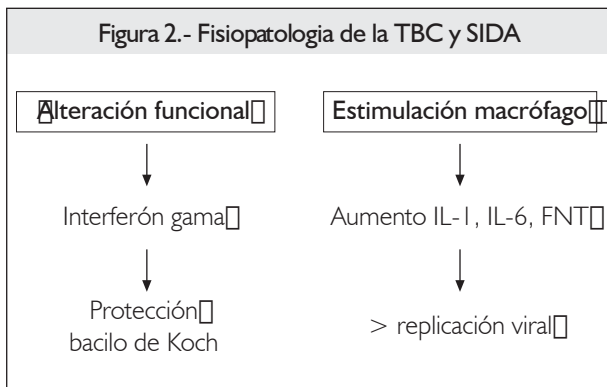 Figura 2.- Fisiopatologia de la TBC y SIDA
Alteración funcional
Interferón gama
Protección
bacilo de Koch
Estimulación macrófago
Aumento IL-1, IL-6, FNT
> replicación viral